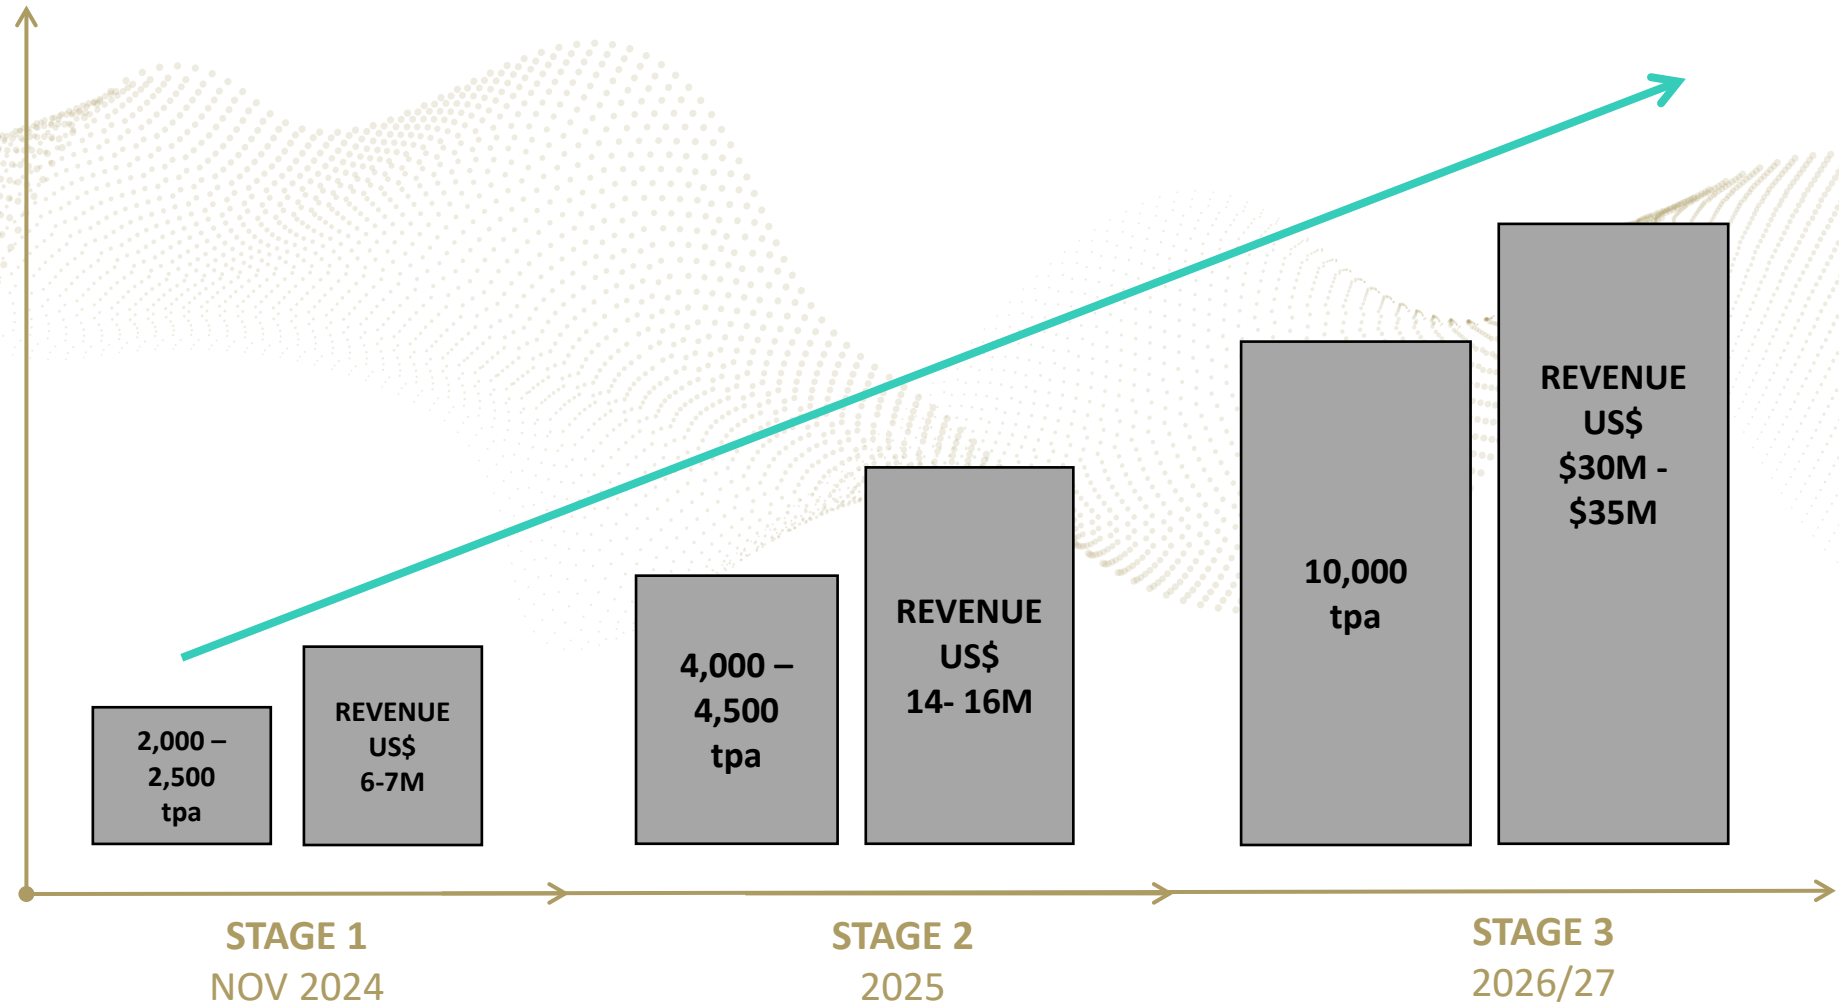 2,000 –
2,500
tpa
REVENUE
US$
6-7M
4,000 –
4,500
tpa
REVENUE
US$
14- 16M
10,000
tpa
REVENUE
US$
$30M -
$35M
STAGE 1
NOV 2024
STAGE 2
2025
STAGE 3
2026/27